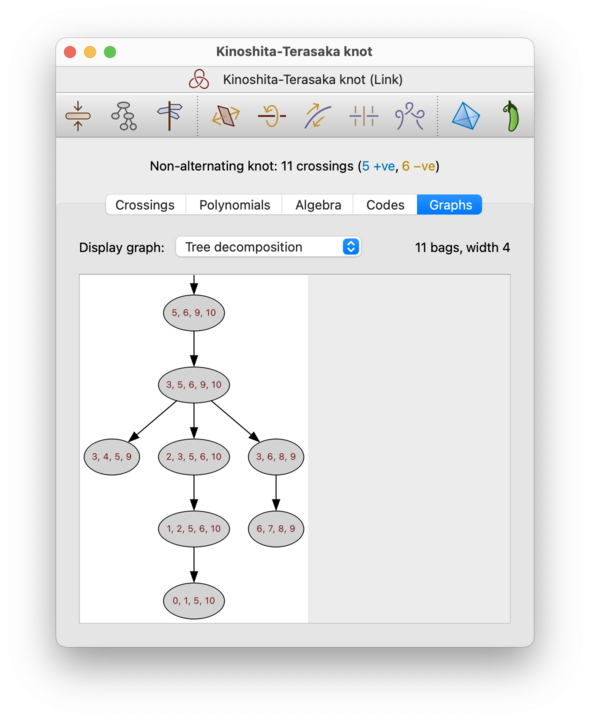 Kinoshita-Terasaka knot
Kinoshita-Terasaka knot (Link)
Non-alternating knot: 11 crossings (5 +ve, 6 −ve)
Crossings Polynomials Algebra Codes Graphs
Display graph: Tree decomposition 11 bags, width 4
5, 6, 9, 10
3, 5, 6, 9, 10
3, 4, 5, 9 2, 3, 5, 6, 10 3, 6, 8, 9
1, 2, 5, 6, 10 6, 7, 8, 9
0, 1, 5, 10